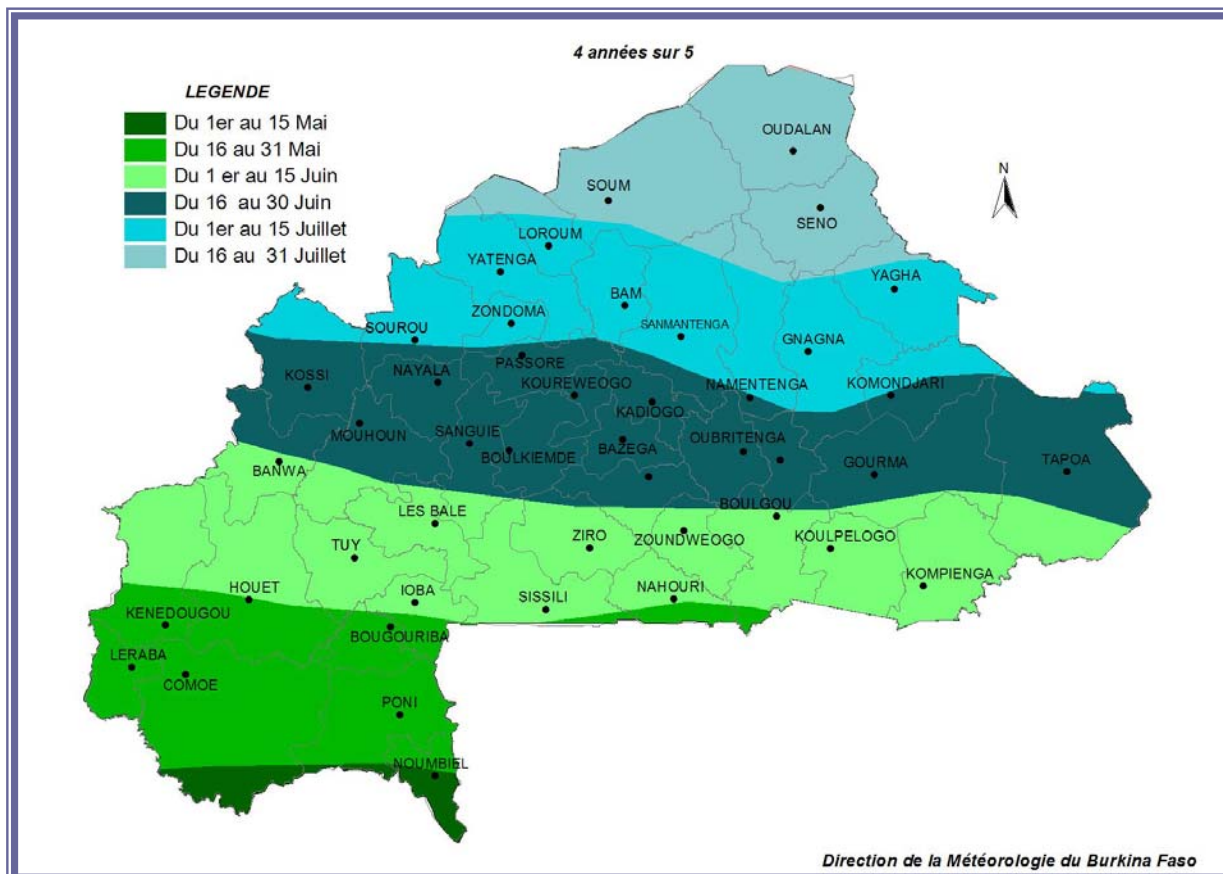 4 années sur 5
LEGENDE
Du 1er au 15 Mai
Du 16 au 31 Mai
Du 1 er au 15 Juin
Du 16 au 30 Juin
Du 1er au 15 Juillet
Du 16 au 31 Juillet
N
OUDALAN
SOUM
SENO
LOROUM
YATENGA
YAGHA
BAM
ZONDOMA
SANMANTENGA
SOUROU
GNAGNA
PASSORE
KOSSI
NAYALA
KOUREWEOGO
NAMENTENGA
KOMONDJARI
KADIOGO
MOUHOUN
SANGUIE
BAZEGA
OUBRITENGA
BOULKIEMDE
GOURMA
TAPOA
BANWA
BOULGOU
LES BALE
TUY
ZIRO
ZOUNDWEOGO
KOULPELOGO
KOMPIENGA
HOUET
IOBA
SISSILI
NAHOURI
KENEDOUGOU
BOUGOURIBA
LERABA
COMOE
PONI
NOUMBIEL
Direction de la Météorologie du Burkina Faso